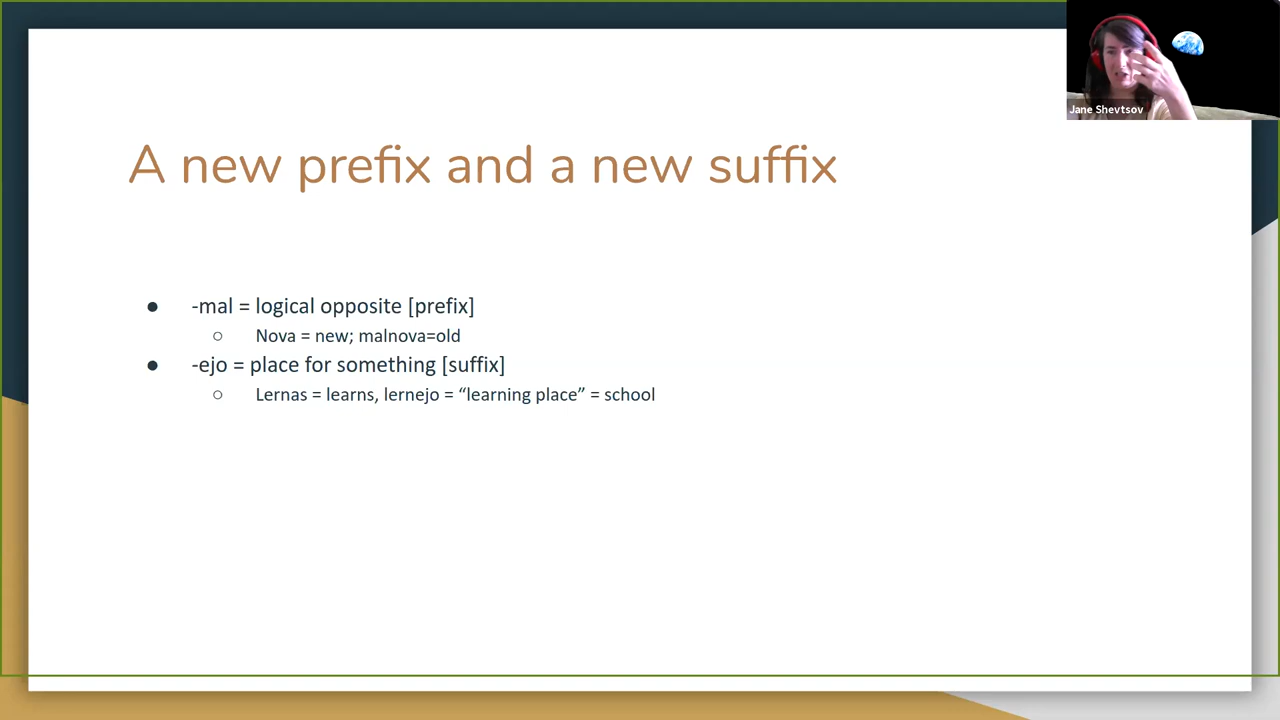 Jane Shevtsov
A new prefix and a new suffix
● -mal = logical opposite [prefix]
○ Nova = new; malnova=old
● -ejo = place for something [suffix]
○ Lernas = learns, lernejo = “learning place” = school